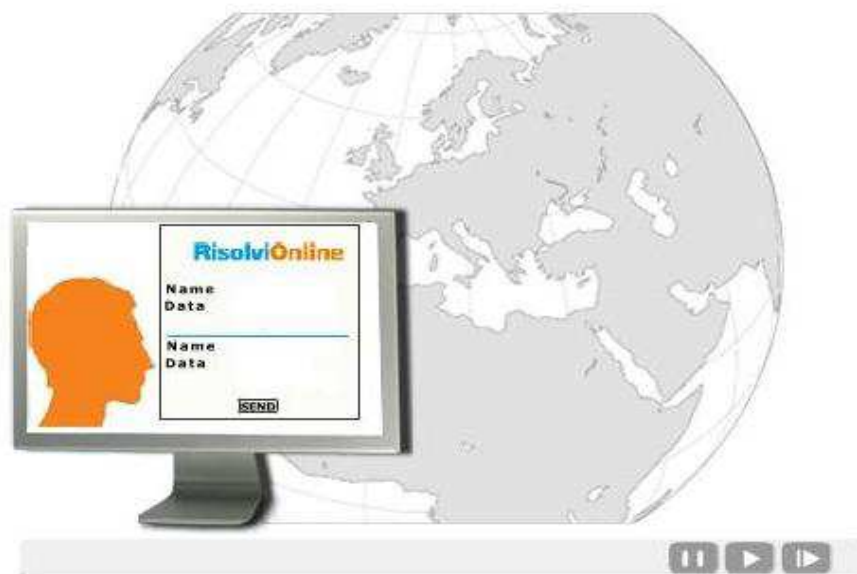 RisolviOnline
Name
Data
Name
Data
SEND